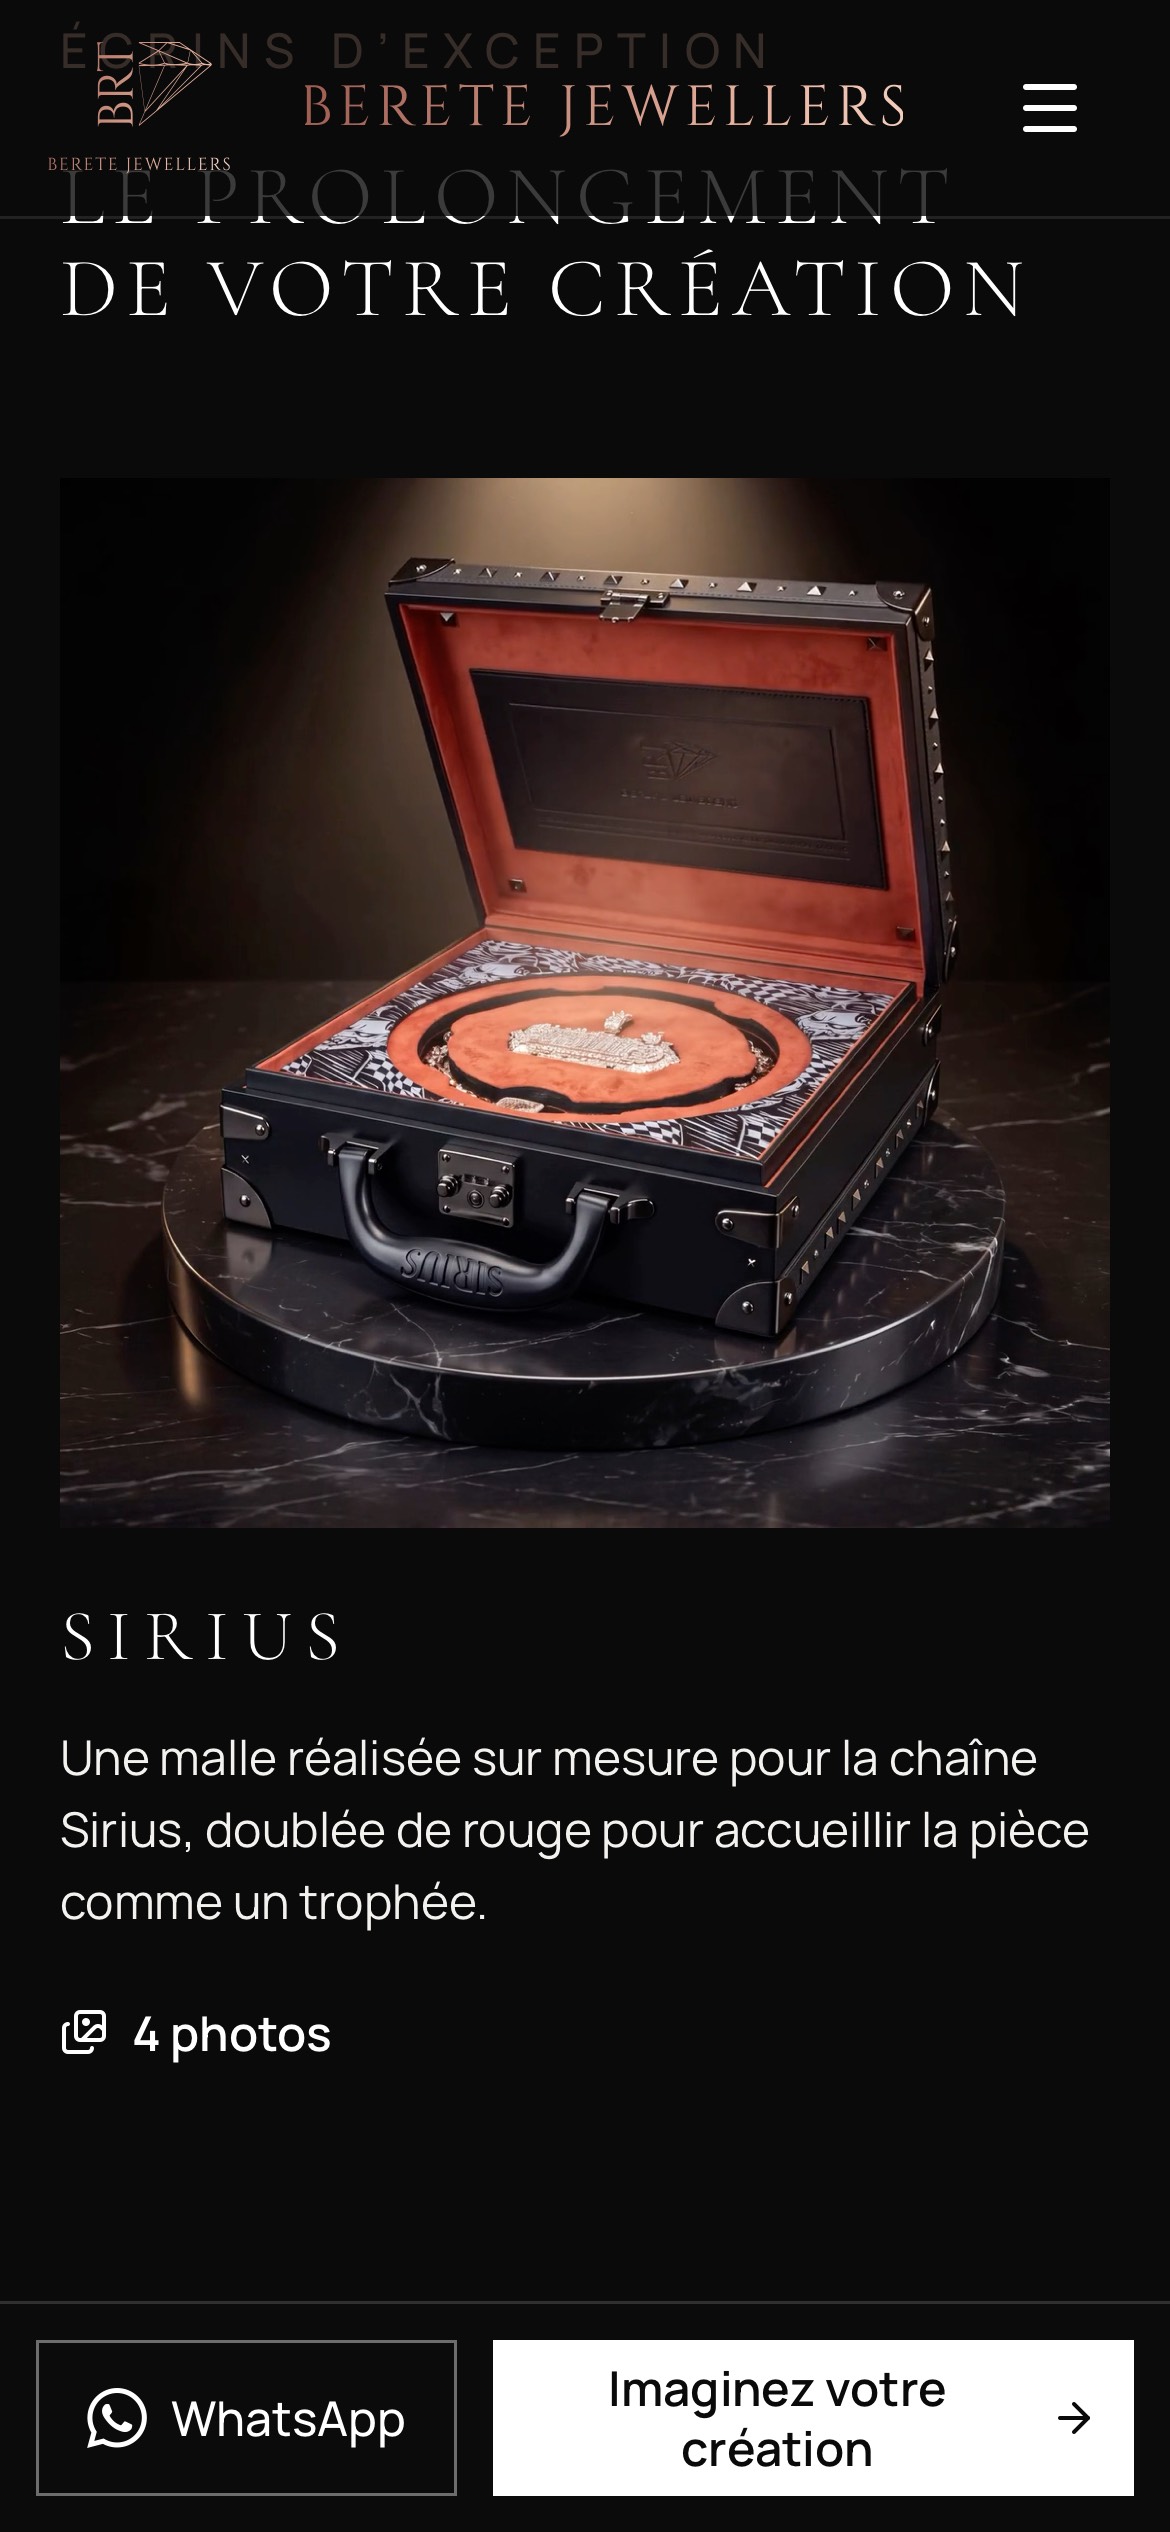 ÉCRINS D’EXCEPTION
BRT
BERETE JEWELLERS
BERETE JEWELLERS
LE PROLONGEMENT
DE VOTRE CRÉATION
SIRIUS
SIRIUS
Une malle réalisée sur mesure pour la chaîne
Sirius, doublée de rouge pour accueillir la pièce
comme un trophée.
4 photos
WhatsApp
Imaginez votre
création